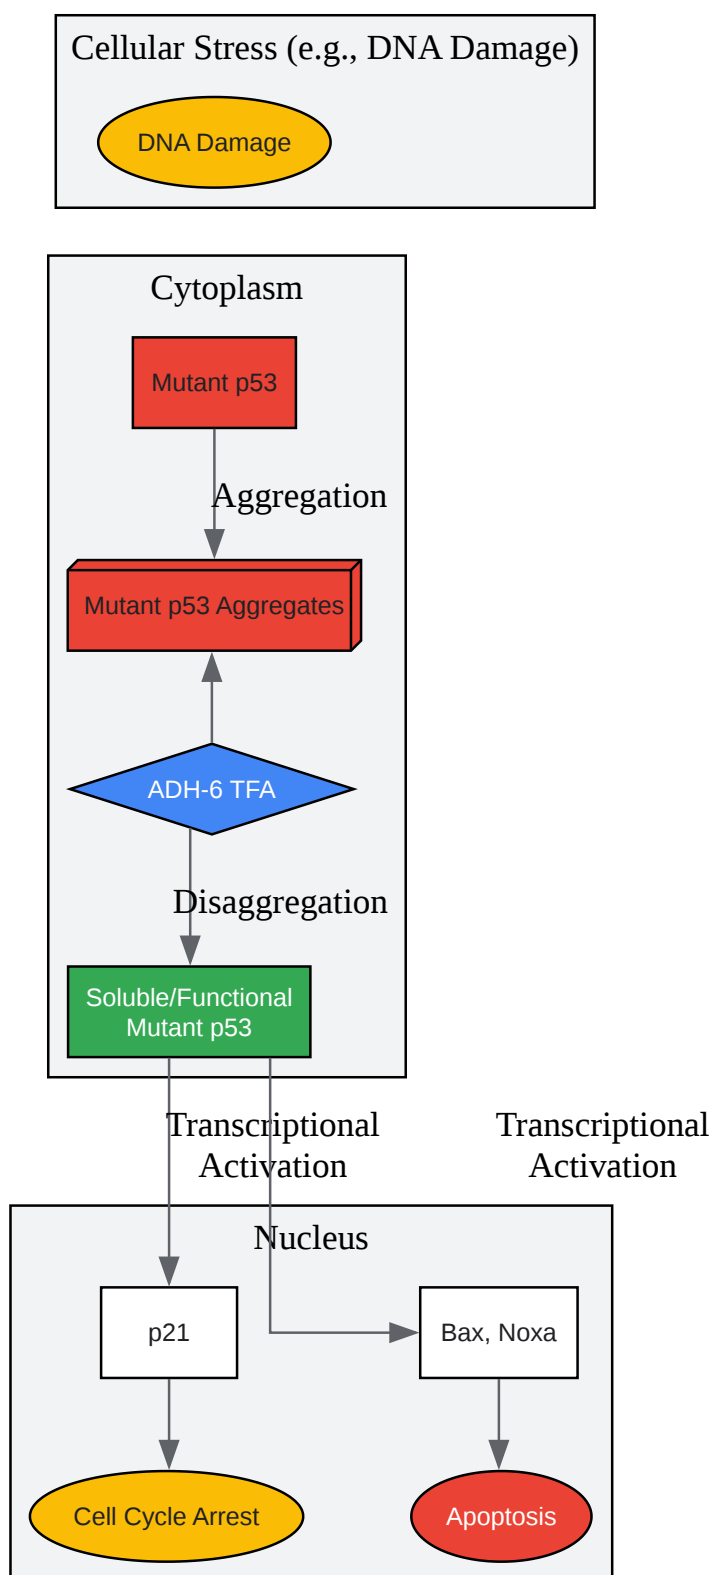 Cellular Stress (e.g., DNA Damage)
DNA Damage
Cytoplasm
Mutant p53
Aggregation
Mutant p53 Aggregates
ADH-6 TFA
Disaggregation
Soluble/Functional
Mutant p53
Transcriptional
Activation
Transcriptional
Activation
Nucleus
p21
Bax, Noxa
Cell Cycle Arrest
Apoptosis